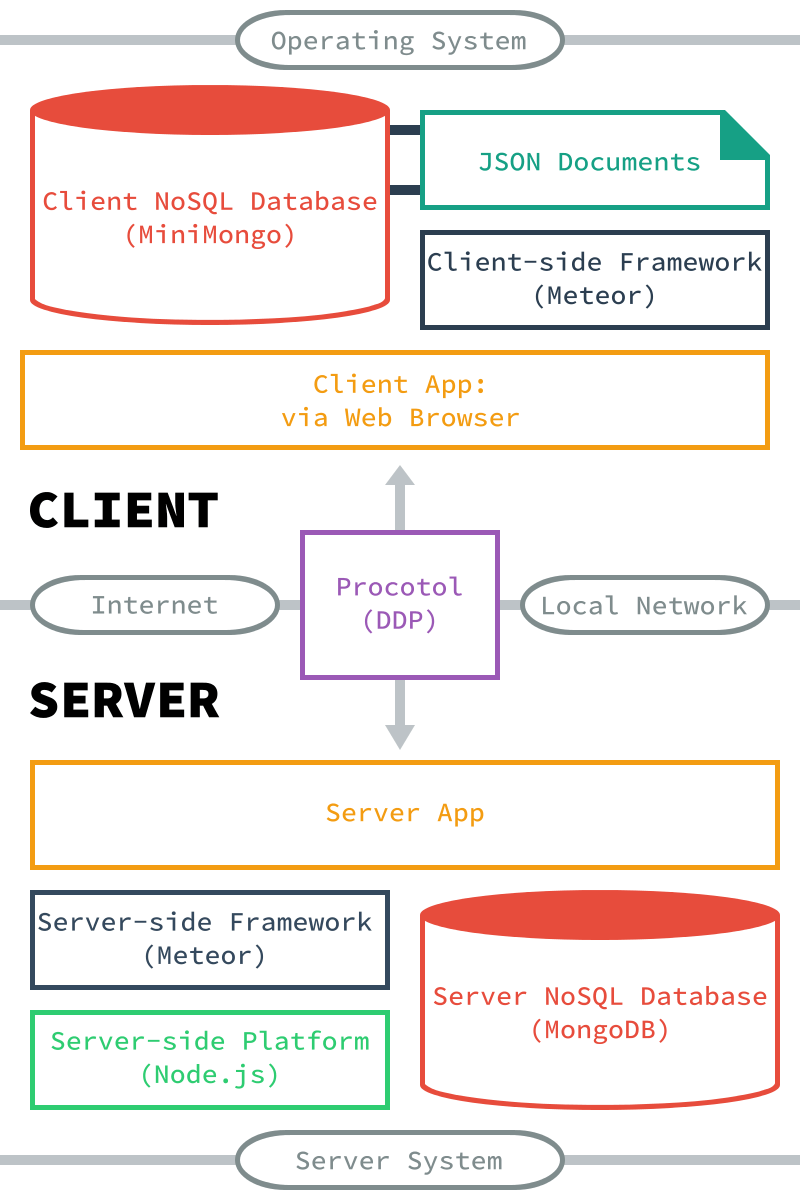 Operating System
Client NoSQL Database
(MiniMongo)
JSON Documents
Client-side Framework
(Meteor)
Client App:
via Web Browser
CLIENT
Internet
Procotol
(DDP)
Local Network
SERVER
Server App
Server-side Framework
(Meteor)
Server-side Platform
(Node.js)
Server NoSQL Database
(MongoDB)
Server System